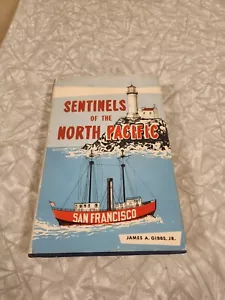 SENTINELS
OF THE
NORTH PACIFIC
SAN FRANCISCO
JAMES A. GIBBS, JR.